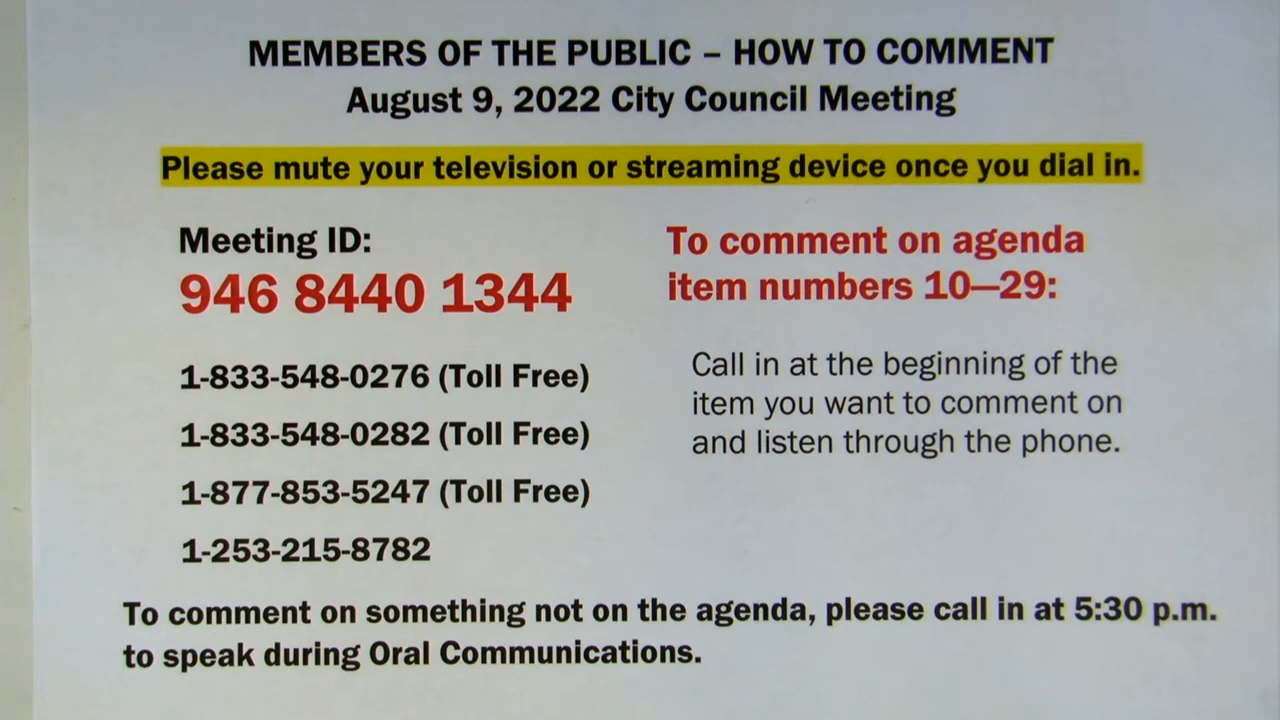 MEMBERS OF THE PUBLIC – HOW TO COMMENT
August 9, 2022 City Council Meeting
Please mute your television or streaming device once you dial in.
Meeting ID:
946 8440 1344
1-833-548-0276 (Toll Free)
1-833-548-0282 (Toll Free)
1-877-853-5247 (Toll Free)
1-253-215-8782
To comment on agenda
item numbers 10—29:
Call in at the beginning of the
item you want to comment on
and listen through the phone.
To comment on something not on the agenda, please call in at 5:30 p.m.
to speak during Oral Communications.